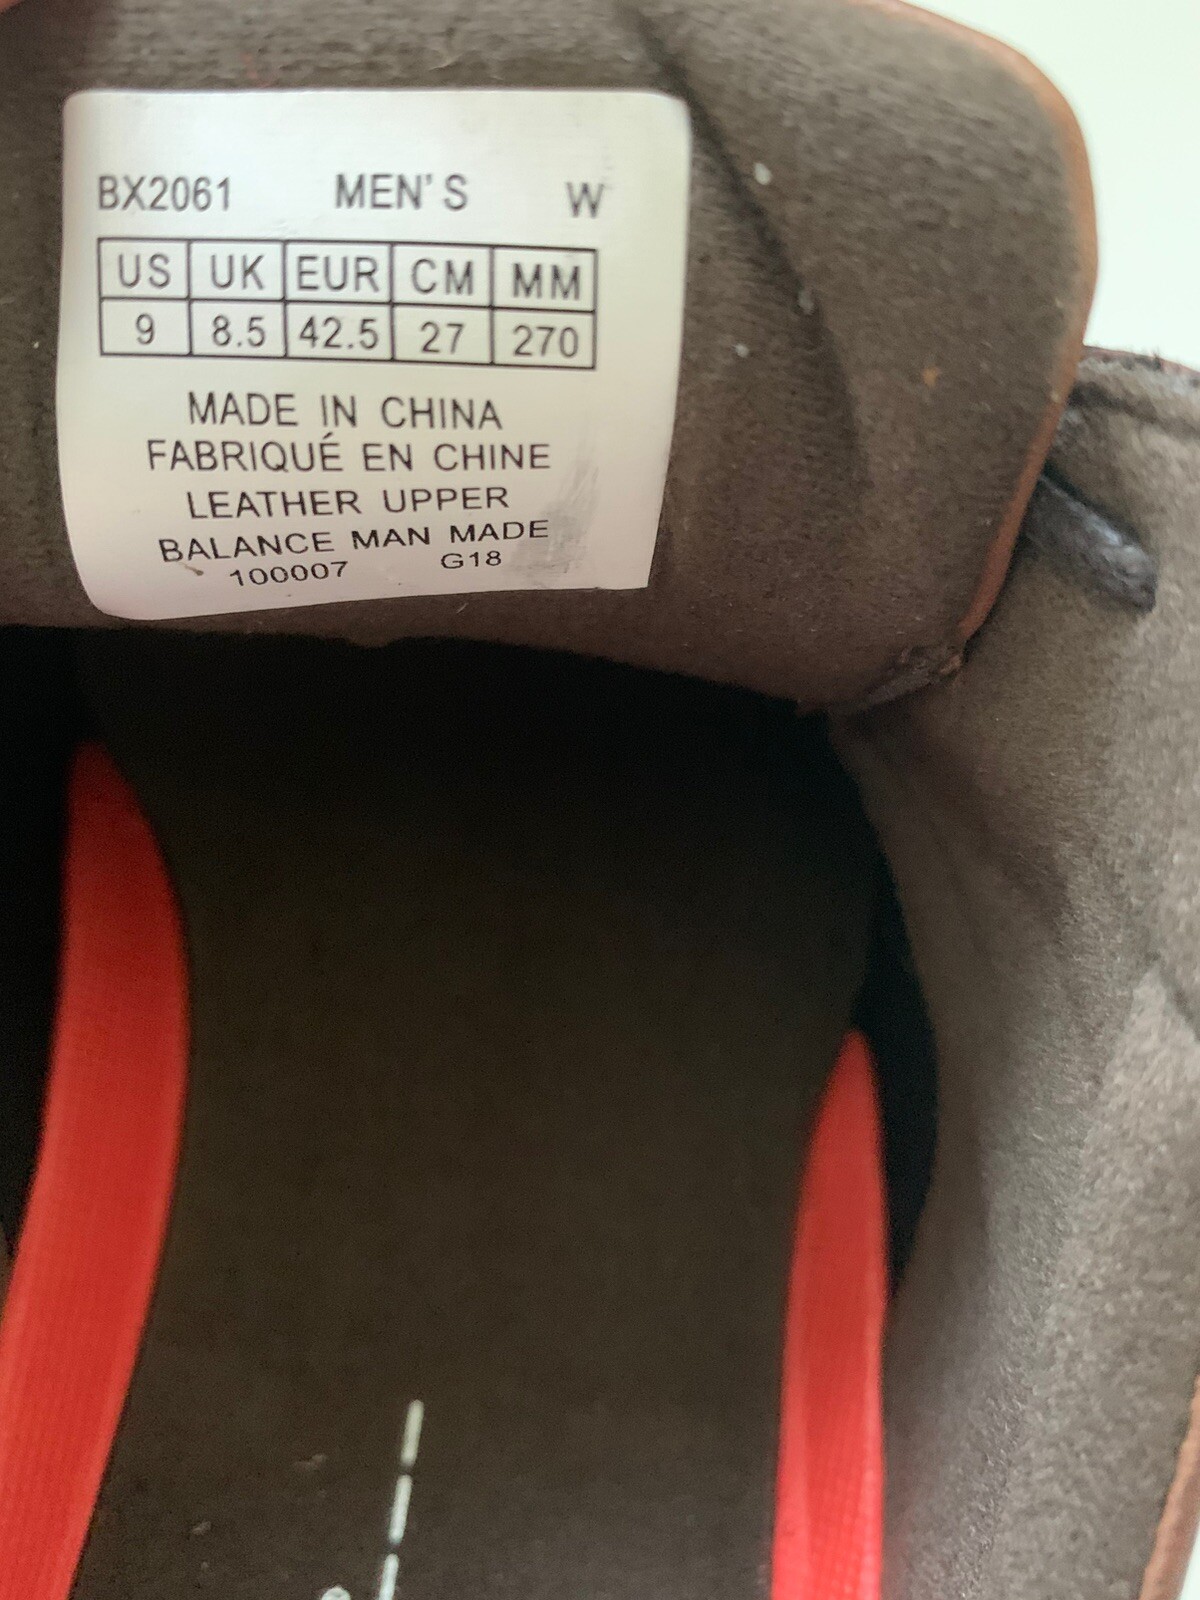 BX2061 MEN'S W
US UK EUR CM MM
9 8.5 42.5 27 270
MADE IN CHINA
FABRIQUÉ EN CHINE
LEATHER UPPER
BALANCE MAN MADE
100007 G18